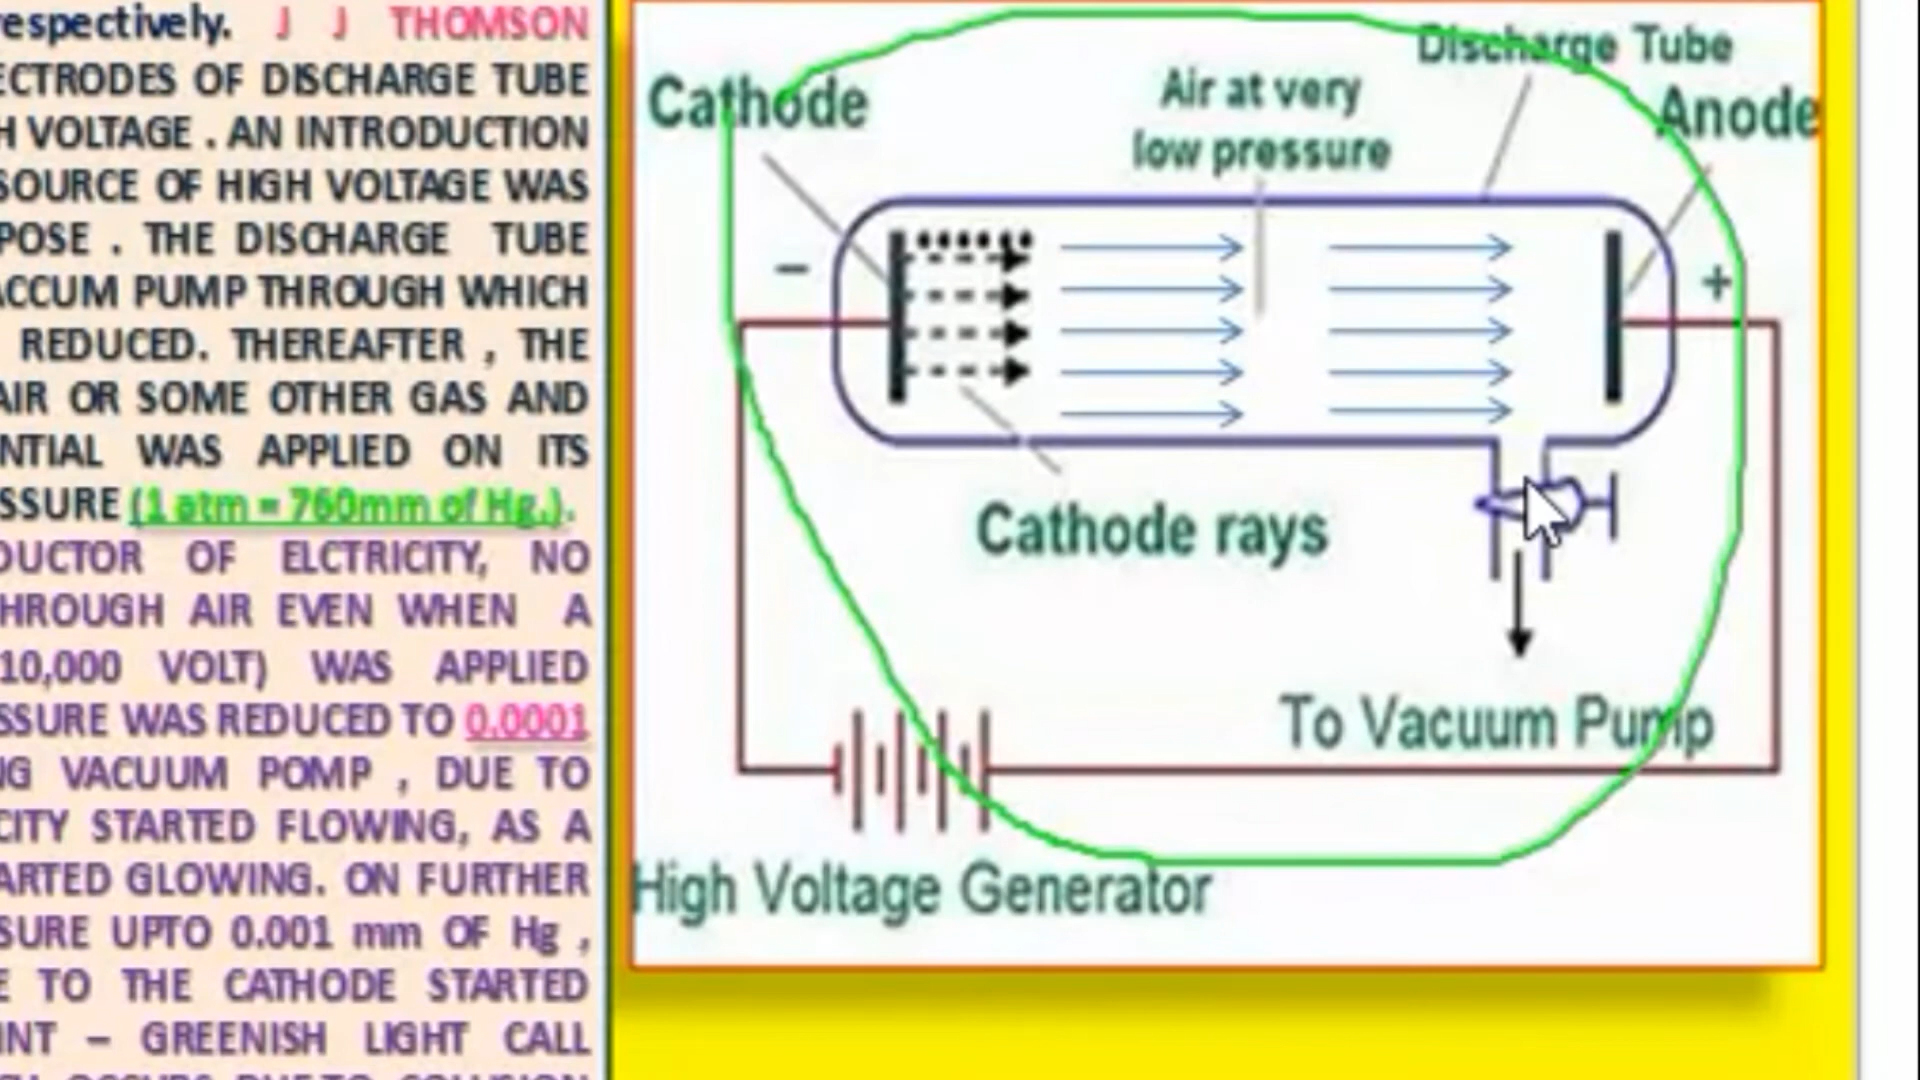 respectively. J J THOMSON
ECTRODES OF DISCHARGE TUBE
H VOLTAGE . AN INTRODUCTION
SOURCE OF HIGH VOLTAGE WAS
POSE . THE DISCHARGE TUBE
ACCUM PUMP THROUGH WHICH
REDUCED. THEREAFTER , THE
AIR OR SOME OTHER GAS AND
NTIAL WAS APPLIED ON ITS
SSURE (1 atm = 760mm of Hg.).
DUCTOR OF ELCTRICITY, NO
HROUGH AIR EVEN WHEN A
10,000 VOLT) WAS APPLIED
SSURE WAS REDUCED TO 0.0001
NG VACUUM POMP , DUE TO
CITY STARTED FLOWING, AS A
ARTED GLOWING. ON FURTHER
SURE UPTO 0.001 mm OF Hg ,
E TO THE CATHODE STARTED
INT – GREENISH LIGHT CALL
Discharge Tube
Cathode
Air at very
low pressure
Anode
–
+
Cathode rays
To Vacuum Pump
High Voltage Generator